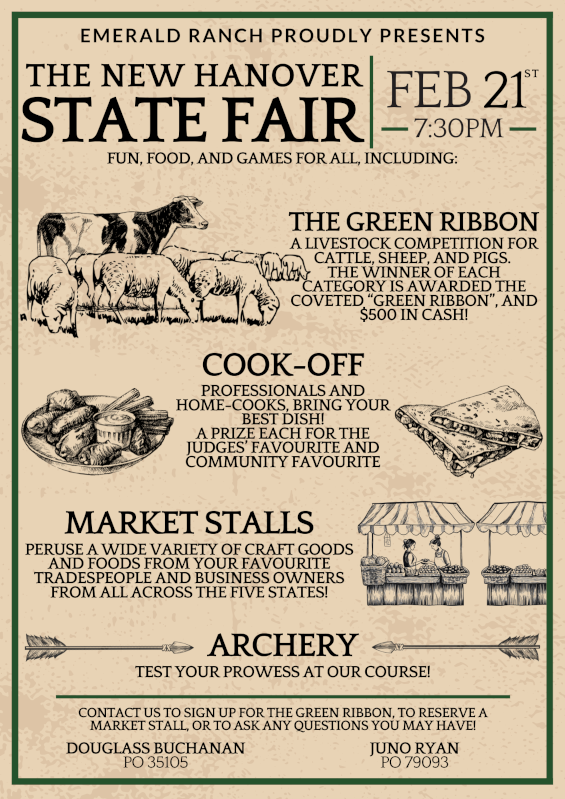 EMERALD RANCH PROUDLY PRESENTS
THE NEW HANOVER
STATE FAIR
FEB 21ST
7:30PM
FUN, FOOD, AND GAMES FOR ALL, INCLUDING:
THE GREEN RIBBON
A LIVESTOCK COMPETITION FOR
CATTLE, SHEEP, AND PIGS.
THE WINNER OF EACH
CATEGORY IS AWARDED THE
COVETED "GREEN RIBBON", AND
$500 IN CASH!
COOK-OFF
PROFESSIONALS AND
HOME-COOKS, BRING YOUR
BEST DISH!
A PRIZE EACH FOR THE
JUDGES' FAVOURITE AND
COMMUNITY FAVOURITE
MARKET STALLS
PERUSE A WIDE VARIETY OF CRAFT GOODS
AND FOODS FROM YOUR FAVOURITE
TRADESPEOPLE AND BUSINESS OWNERS
FROM ALL ACROSS THE FIVE STATES!
ARCHERY
TEST YOUR PROWESS AT OUR COURSE!
CONTACT US TO SIGN UP FOR THE GREEN RIBBON, TO RESERVE A
MARKET STALL, OR TO ASK ANY QUESTIONS YOU MAY HAVE!
DOUGLASS BUCHANAN
PO 35105
JUNO RYAN
PO 79093